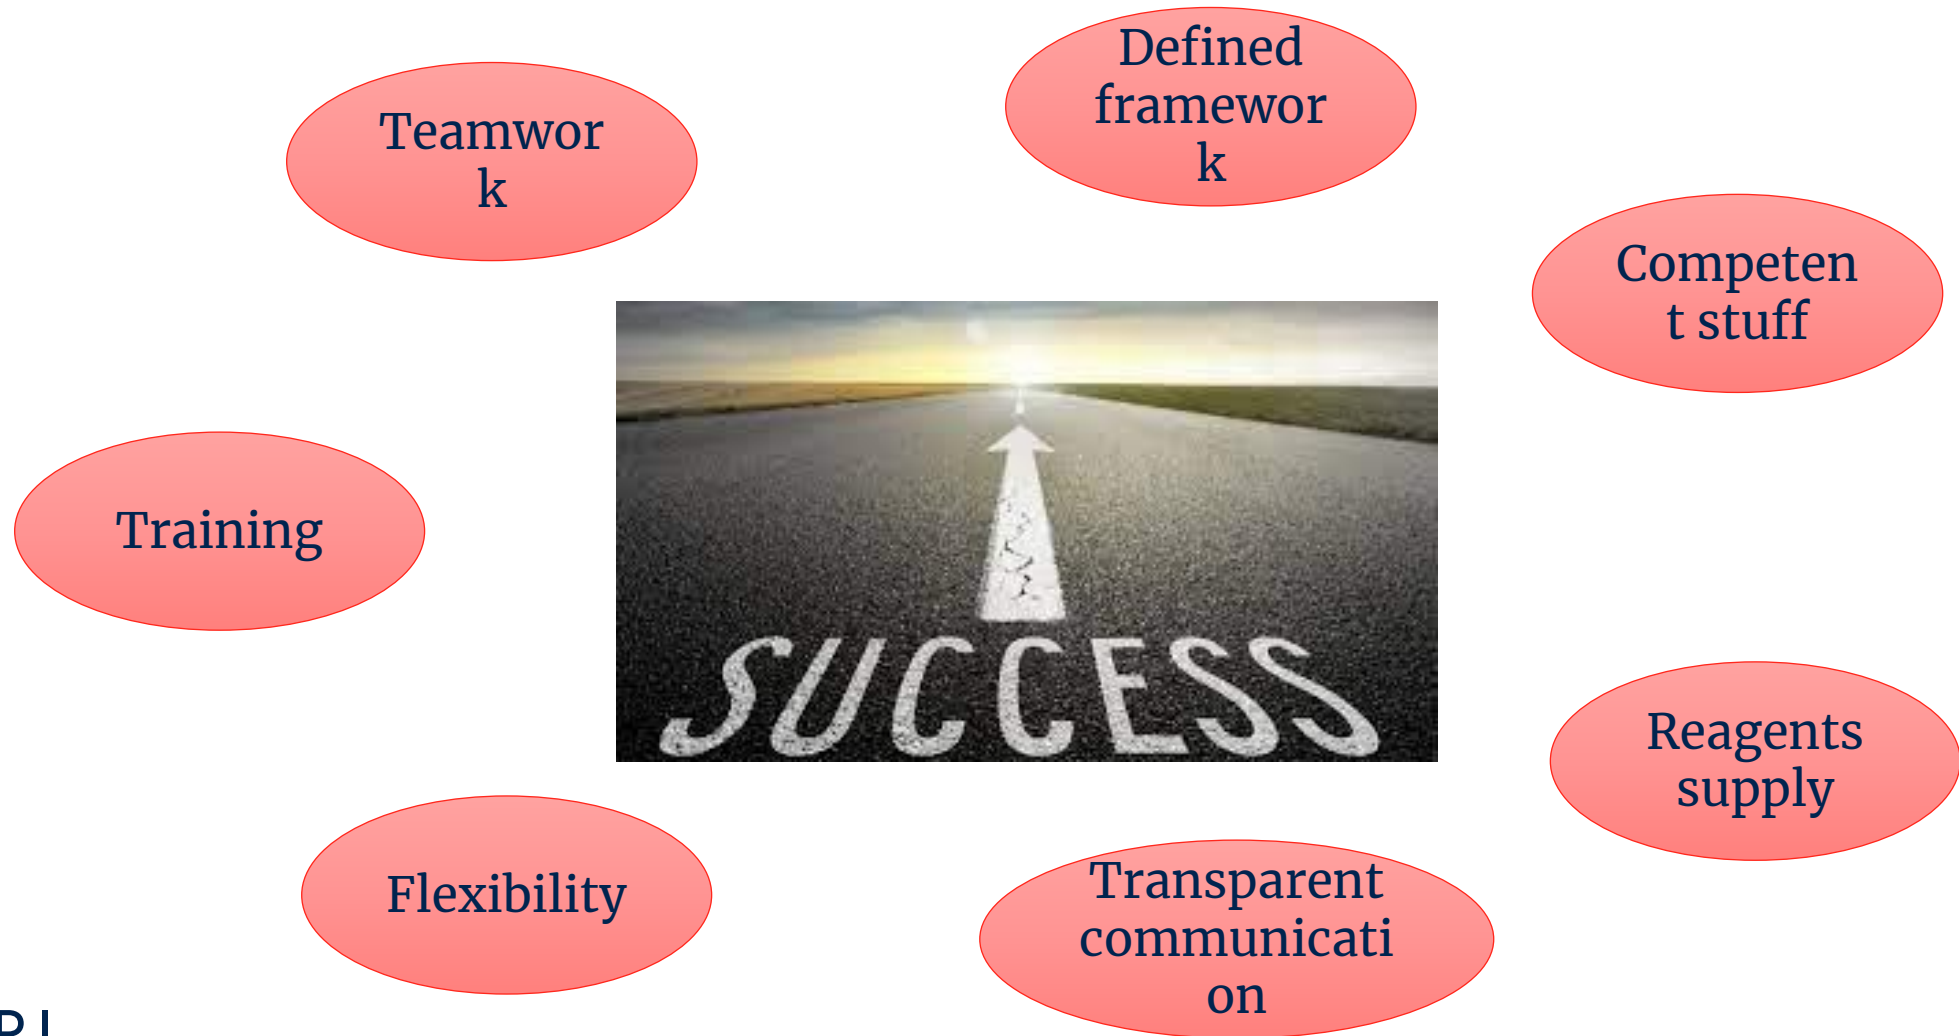 Defined
framewor
k
Teamwor
k
Competen
t stuff
Training
SUCCESS
Reagents
supply
Flexibility
Transparent
communicati
on